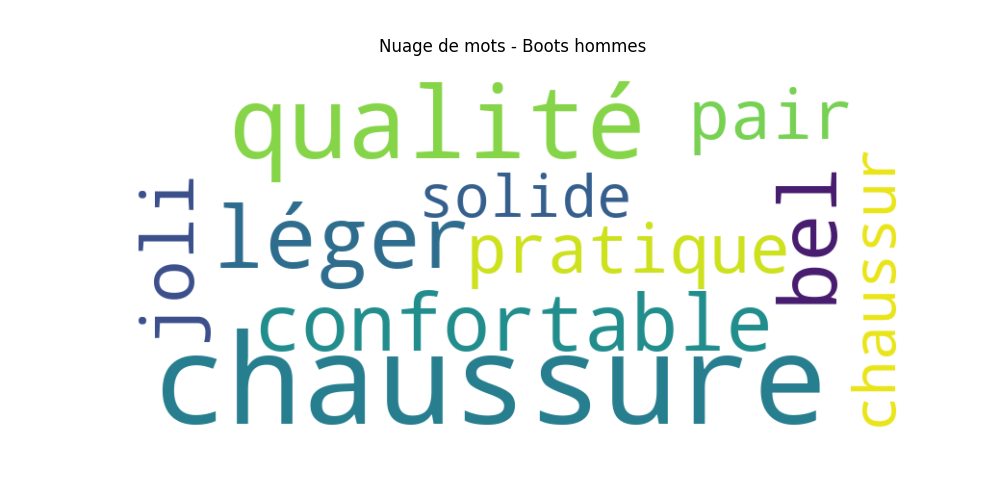 Nuage de mots - Boots hommes
qualité
pair
solide
joli
léger
pratique
bel
chaussur
confortable
chaussure